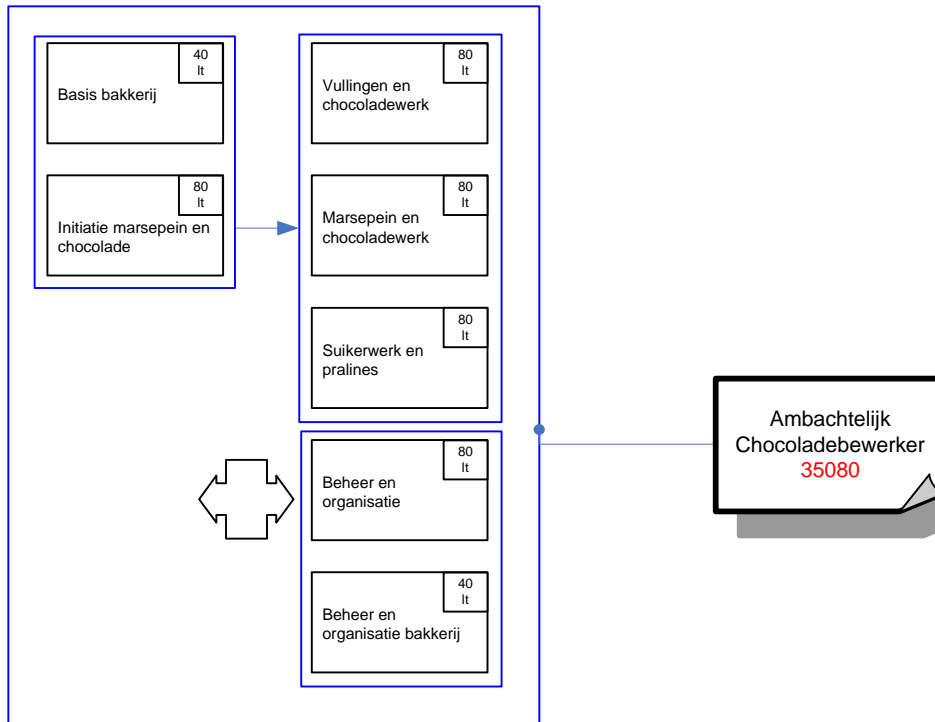 40
lt
Basis bakkerij
80
lt
Initiatie marsepein en
chocolade
80
lt
Vullingen en
chocoladewerk
80
lt
Marsepein en
chocoladewerk
80
lt
Suikerwerk en
pralines
80
lt
Beheer en
organisatie
40
lt
Beheer en
organisatie bakkerij
Ambachtelijk
Chocoladebewerker
35080